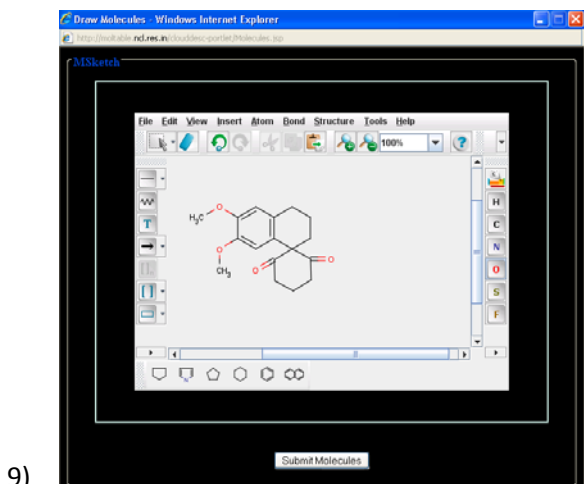 Draw Molecules - Windows Internet Explorer
http://moltable.ncl.res.in/clouddesc-portlet/Molecules.jsp
MSketch
File Edit View Insert Atom Bond Structure Tools Help
100%
H
C
T
N
O
S
F
H3C
O
O
CH3
O
O
Submit Molecules
9)